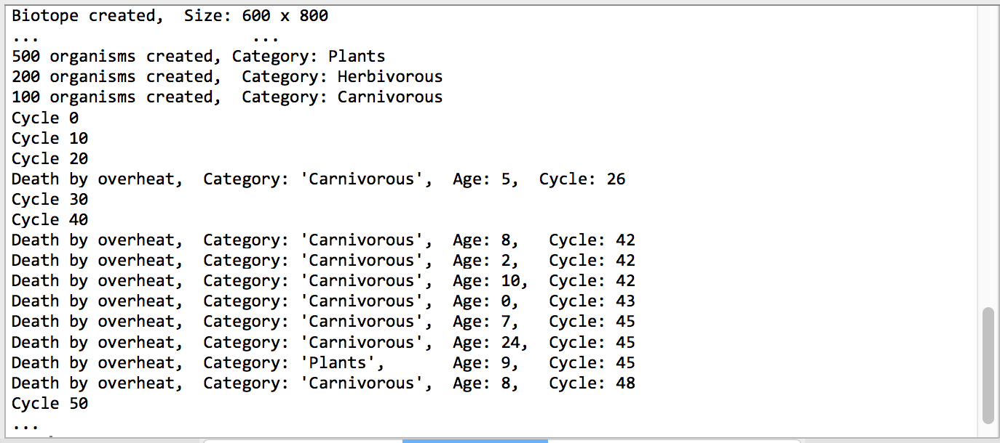 Biotope created,  Size: 600 x 800
...                      ...
500 organisms created, Category: Plants
200 organisms created,  Category: Herbivorous
100 organisms created,  Category: Carnivorous
Cycle 0
Cycle 10
Cycle 20
Death by overheat,  Category: 'Carnivorous',  Age: 5,  Cycle: 26
Cycle 30
Cycle 40
Death by overheat,  Category: 'Carnivorous',  Age: 8,   Cycle: 42
Death by overheat,  Category: 'Carnivorous',  Age: 2,   Cycle: 42
Death by overheat,  Category: 'Carnivorous',  Age: 10,  Cycle: 42
Death by overheat,  Category: 'Carnivorous',  Age: 0,   Cycle: 43
Death by overheat,  Category: 'Carnivorous',  Age: 7,   Cycle: 45
Death by overheat,  Category: 'Carnivorous',  Age: 24,  Cycle: 45
Death by overheat,  Category: 'Plants',       Age: 9,   Cycle: 45
Death by overheat,  Category: 'Carnivorous',  Age: 8,   Cycle: 48
Cycle 50
...